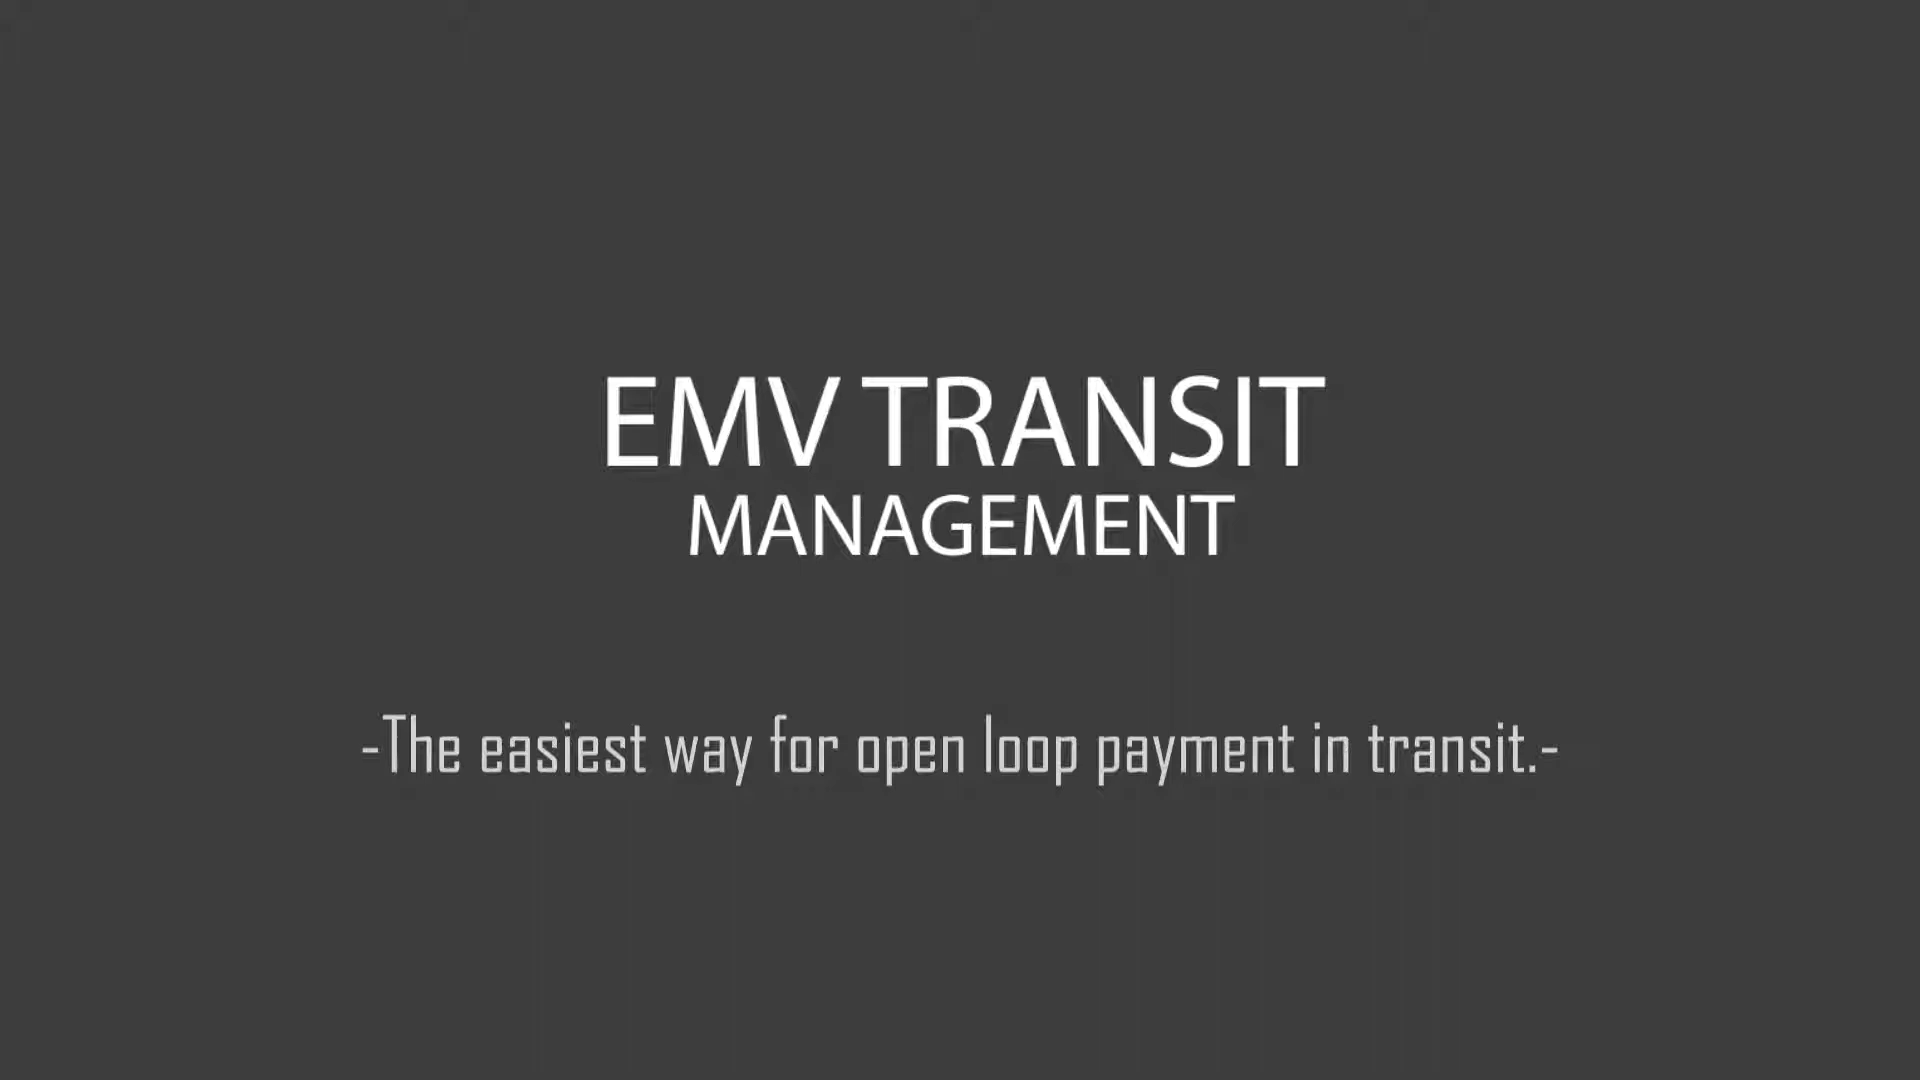 EMV TRANSIT
MANAGEMENT
-The easiest way for open loop payment in transit.-